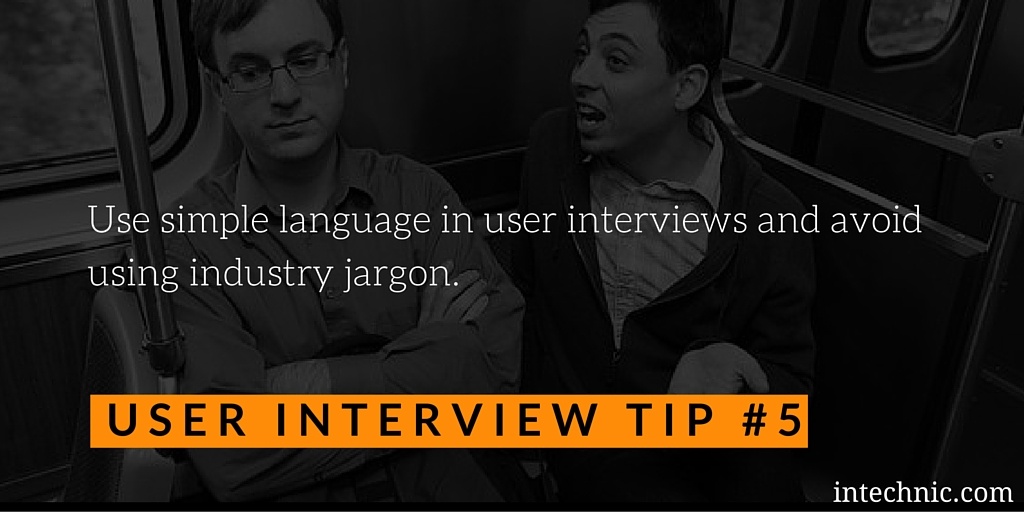 Use simple language in user interviews and avoid
using industry jargon.
USER INTERVIEW TIP #5
intechnic.com